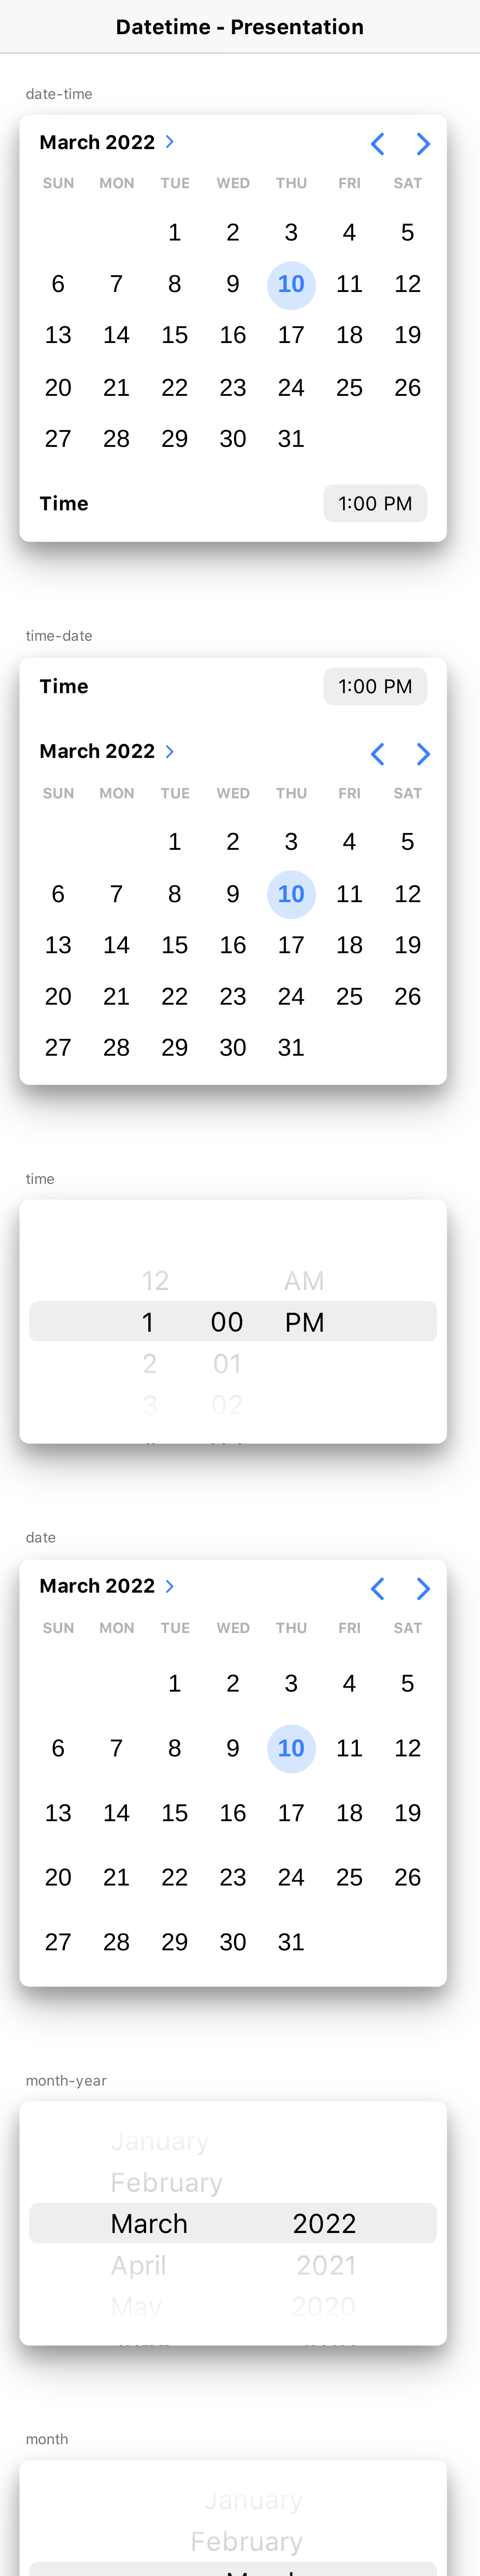 Datetime - Presentation
date-time
March 2022
SUN MON TUE WED THU FRI SAT
1 2 3 4 5
6 7 8 9 10 11 12
13 14 15 16 17 18 19
20 21 22 23 24 25 26
27 28 29 30 31
Time 1:00 PM
time-date
Time 1:00 PM
March 2022
SUN MON TUE WED THU FRI SAT
1 2 3 4 5
6 7 8 9 10 11 12
13 14 15 16 17 18 19
20 21 22 23 24 25 26
27 28 29 30 31
time
12 AM
1 00 PM
2 01
3 02
date
March 2022
SUN MON TUE WED THU FRI SAT
1 2 3 4 5
6 7 8 9 10 11 12
13 14 15 16 17 18 19
20 21 22 23 24 25 26
27 28 29 30 31
month-year
January
February
March 2022
April 2021
May 2020
month
January
February